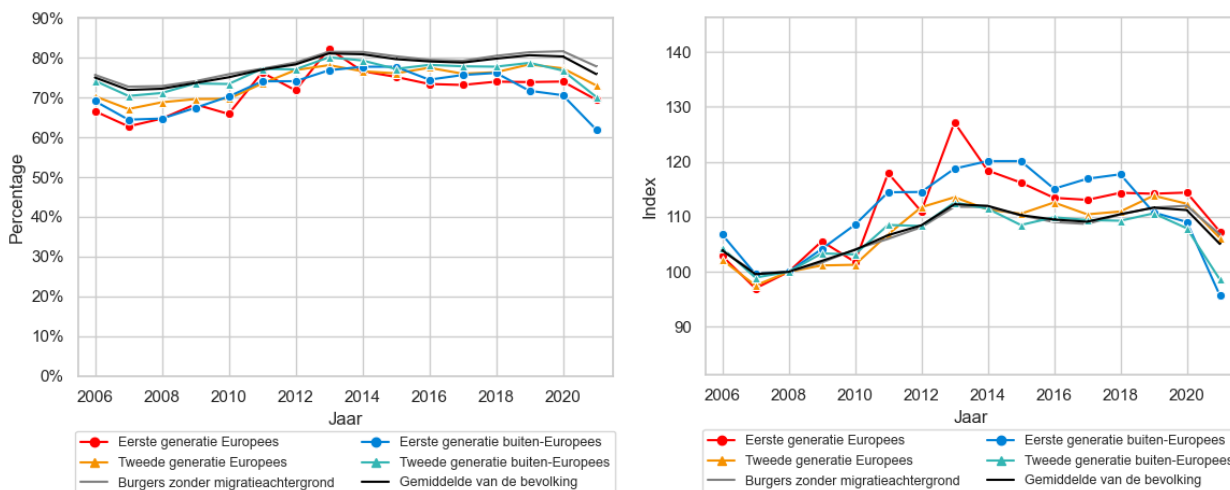 90%
80%
70%
60%
50%
40%
30%
20%
10%
0%
Percentage
2006 2008 2010 2012 2014 2016 2018 2020
Jaar
Eerste generatie Europees
Eerste generatie buiten-Europees
Tweede generatie Europees
Tweede generatie buiten-Europees
Burgers zonder migratieachtergrond
Gemiddelde van de bevolking
140
130
120
110
100
90
Index
2006 2008 2010 2012 2014 2016 2018 2020
Jaar
Eerste generatie Europees
Eerste generatie buiten-Europees
Tweede generatie Europees
Tweede generatie buiten-Europees
Burgers zonder migratieachtergrond
Gemiddelde van de bevolking